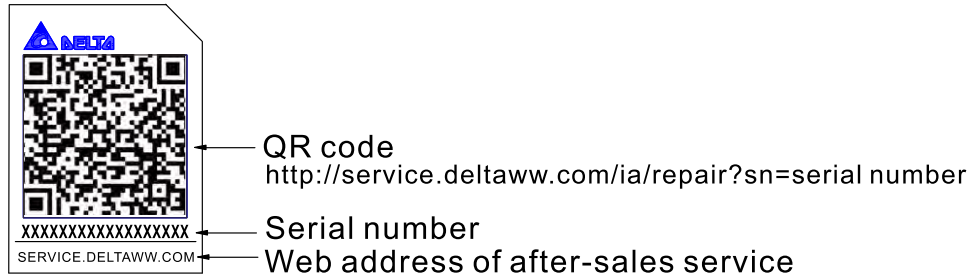 DELTA
QR code
http://service.deltaww.com/ia/repair?sn=serial number
XXXXXXXXXXXXXXXXXX
Serial number
SERVICE.DELTAWW.COM
Web address of after-sales service